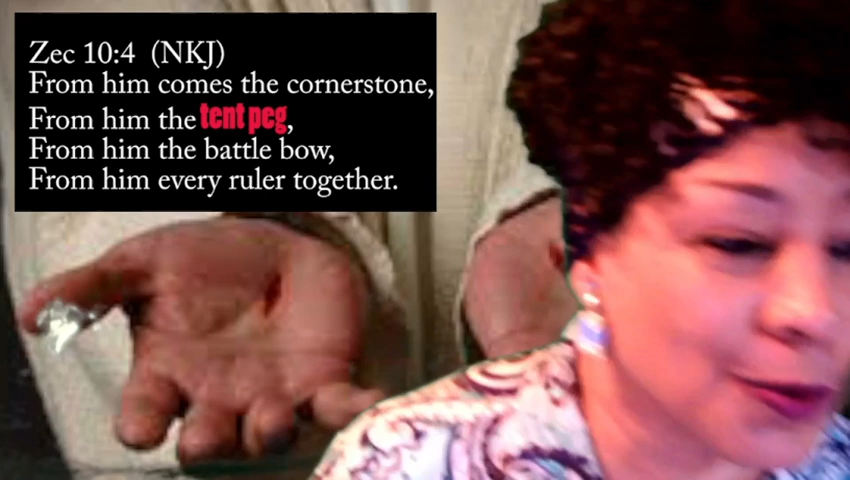 Zec 10:4 (NKJ)
From him comes the cornerstone,
From him the tent peg,
From him the battle bow,
From him every ruler together.